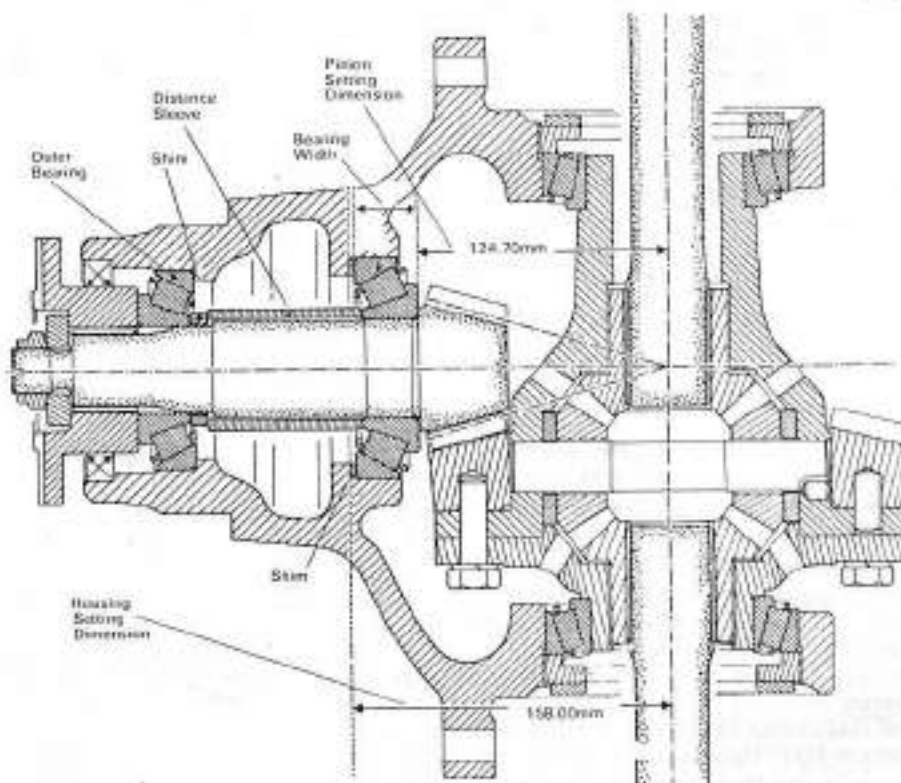 Pinion
Setting
Dimension
Distance
Sleeve
Bearing
Width
Outer
Bearing
Shim
124.70mm
Shim
Housing
Setting
Dimension
158.00mm